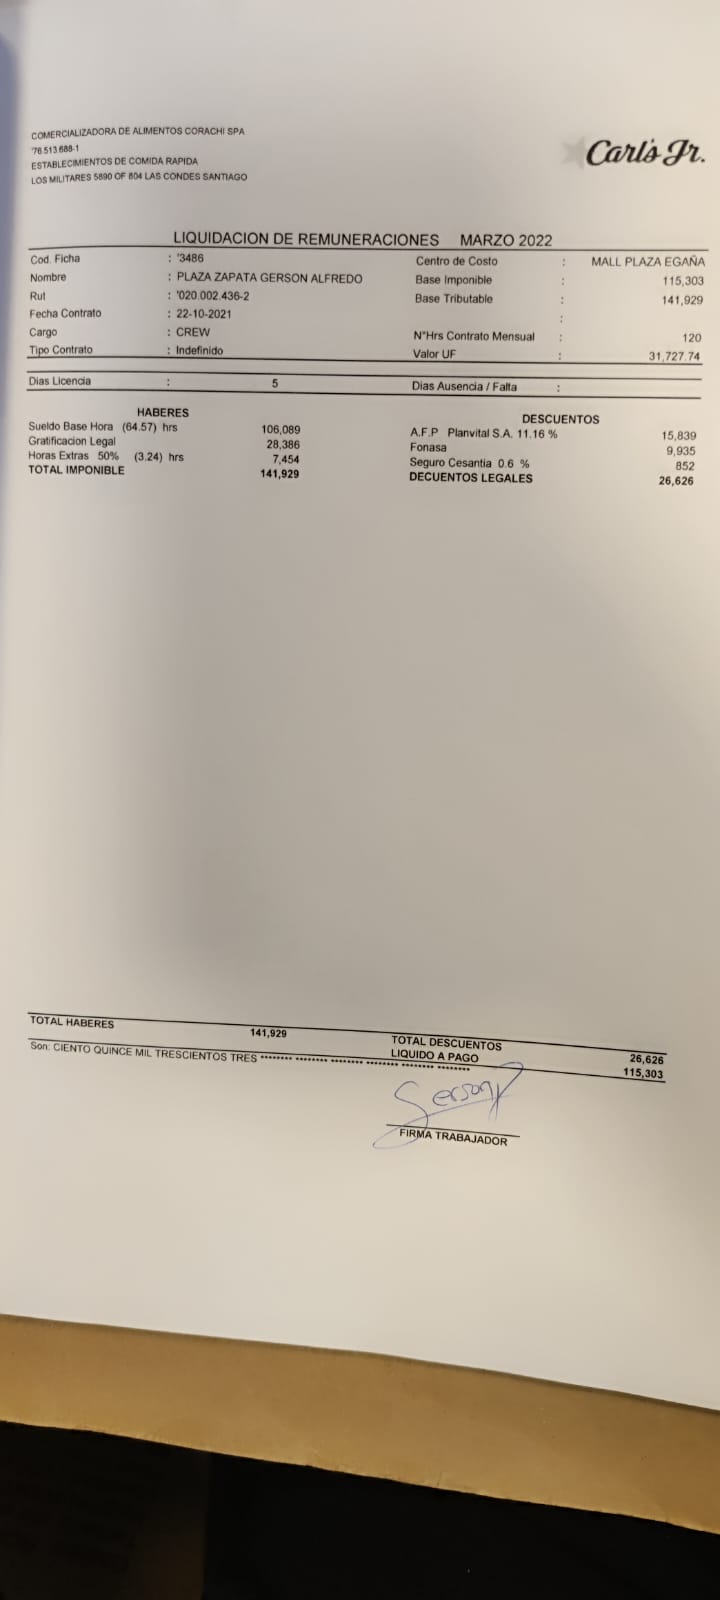 COMERCIALIZADORA DE ALIMENTOS CORACHI SPA
'76.513.688-1
ESTABLECIMIENTOS DE COMIDA RAPIDA
LOS MILITARES 5890 OF 604 LAS CONDES SANTIAGO
Carl's Jr.
LIQUIDACION DE REMUNERACIONES MARZO 2022
Cod. Ficha : '3486 Centro de Costo : MALL PLAZA EGAÑA
Nombre : PLAZA ZAPATA GERSON ALFREDO Base Imponible : 115,303
Rut : '020.002.436-2 Base Tributable : 141,929
Fecha Contrato : 22-10-2021 :
Cargo : CREW N°Hrs Contrato Mensual : 120
Tipo Contrato : Indefinido Valor UF : 31,727.74
Dias Licencia : 5 Dias Ausencia / Falta :
HABERES DESCUENTOS
Sueldo Base Hora (64.57) hrs 106,089 A.F.P Planvital S.A. 11.16 % 15,839
Gratificacion Legal 28,386 Fonasa 9,935
Horas Extras 50% (3.24) hrs 7,454 Seguro Cesantia 0.6 % 852
TOTAL IMPONIBLE 141,929 DECUENTOS LEGALES 26,626
TOTAL HABERES 141,929 TOTAL DESCUENTOS 26,626
Son: CIENTO QUINCE MIL TRESCIENTOS TRES ******** ******** ******** ******** ******** ******** LIQUIDO A PAGO 115,303
Gerson
FIRMA TRABAJADOR